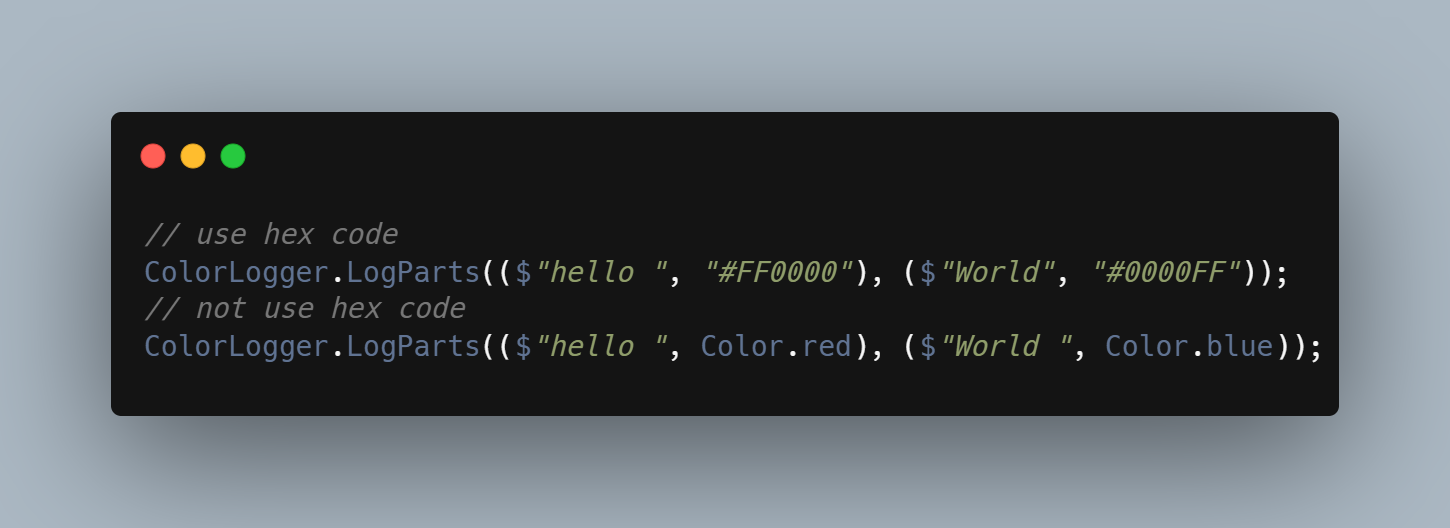 // use hex code
ColorLogger.LogParts(($"hello ", "#FF0000"), ($"World", "#0000FF"));
// not use hex code
ColorLogger.LogParts(($"hello ", Color.red), ($"World ", Color.blue));